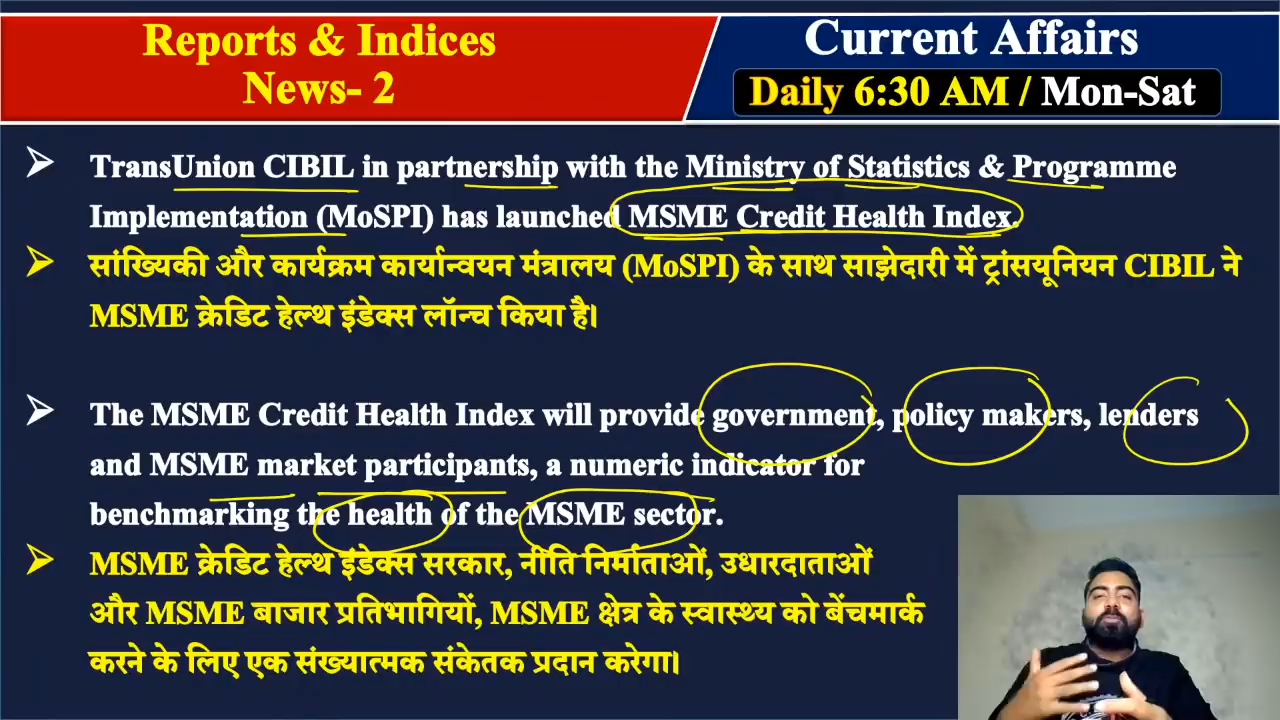 Reports & Indices
News- 2
Current Affairs
Daily 6:30 AM / Mon-Sat
➢ TransUnion CIBIL in partnership with the Ministry of Statistics & Programme
Implementation (MoSPI) has launched MSME Credit Health Index.
➢ सांख्यिकी और कार्यक्रम कार्यान्वयन मंत्रालय (MoSPI) के साथ साझेदारी में ट्रांसयूनियन CIBIL ने
MSME क्रेडिट हेल्थ इंडेक्स लॉन्च किया है।
➢ The MSME Credit Health Index will provide government, policy makers, lenders
and MSME market participants, a numeric indicator for
benchmarking the health of the MSME sector.
➢ MSME क्रेडिट हेल्थ इंडेक्स सरकार, नीति निर्माताओं, उधारदाताओं
और MSME बाजार प्रतिभागियों, MSME क्षेत्र के स्वास्थ्य को बेंचमार्क
करने के लिए एक संख्यात्मक संकेतक प्रदान करेगा।